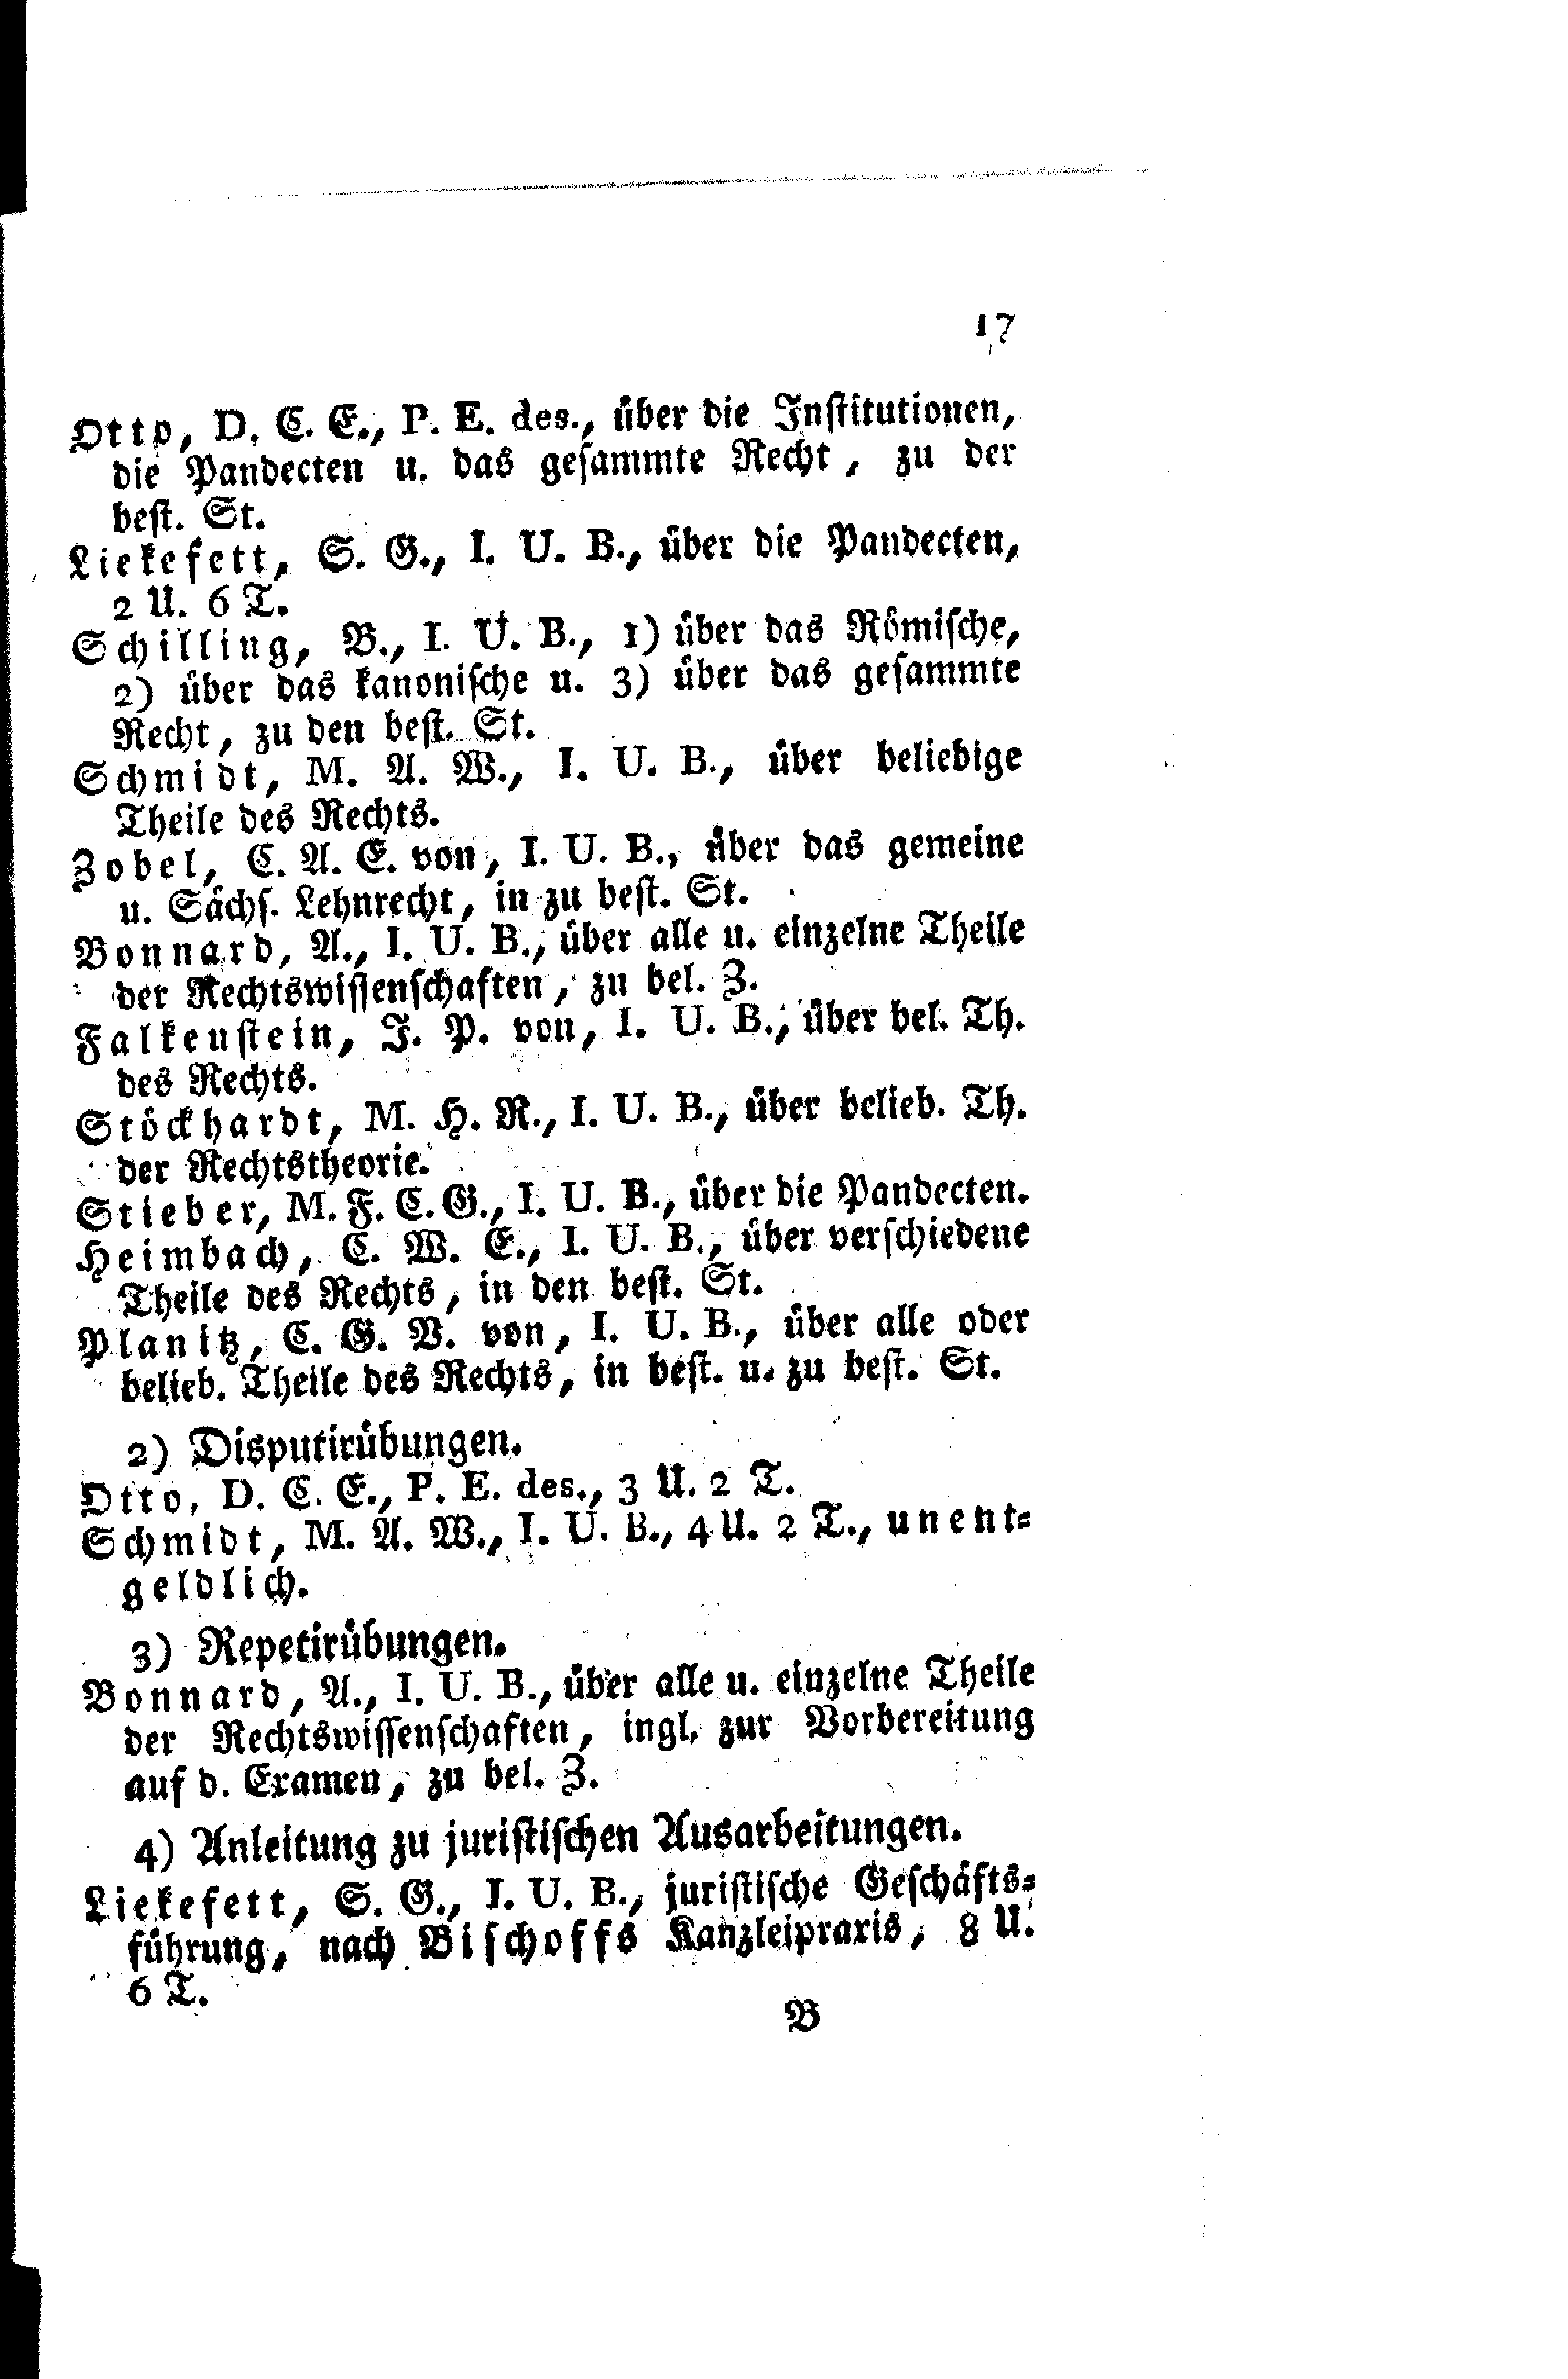 17
Otto, D. C. E., P. E. des., über die Institutionen,
die Pandecten u. das gesammte Recht, zu der
best. St.
Liekefett, S. G., I. U. B., über die Pandecten,
2 U. 6 T.
Schilling, B., I. U. B., 1) über das Römische,
2) über das kanonische u. 3) über das gesammte
Recht, zu den best. St.
Schmidt, M. A. W., I. U. B., über beliebige
Theile des Rechts.
Zobel, C. A. E. von, I. U. B., über das gemeine
u. Sächs. Lehnrecht, in zu best. St.
Bonnard, A., I. U. B., über alle u. einzelne Theile
der Rechtswissenschaften, zu bel. Z.
Falkenstein, J. P. von, I. U. B., über bel. Th.
des Rechts.
Stöckhardt, M. H. R., I. U. B., über belieb. Th.
der Rechtstheorie.
Stieber, M. F. C. G., I. U. B., über die Pandecten.
Heimbach, C. W. E., I. U. B., über verschiedene
Theile des Rechts, in den best. St.
Planitz, C. G. V. von, I. U. B., über alle oder
belieb. Theile des Rechts, in best. u. zu best. St.
2) Disputirübungen.
Otto, D. C. E., P. E. des., 3 U. 2 T.
Schmidt, M. A. W., I. U. B., 4 U. 2 T., unent-
geldlich.
3) Repetirübungen.
Bonnard, A., I. U. B., über alle u. einzelne Theile
der Rechtswissenschaften, ingl. zur Vorbereitung
auf d. Examen, zu bel. Z.
4) Anleitung zu juristischen Ausarbeitungen.
Liekefett, S. G., I. U. B., juristische Geschäfts-
führung, nach Bischoffs Kanzleipraxis, 8 U.
6 T.
B